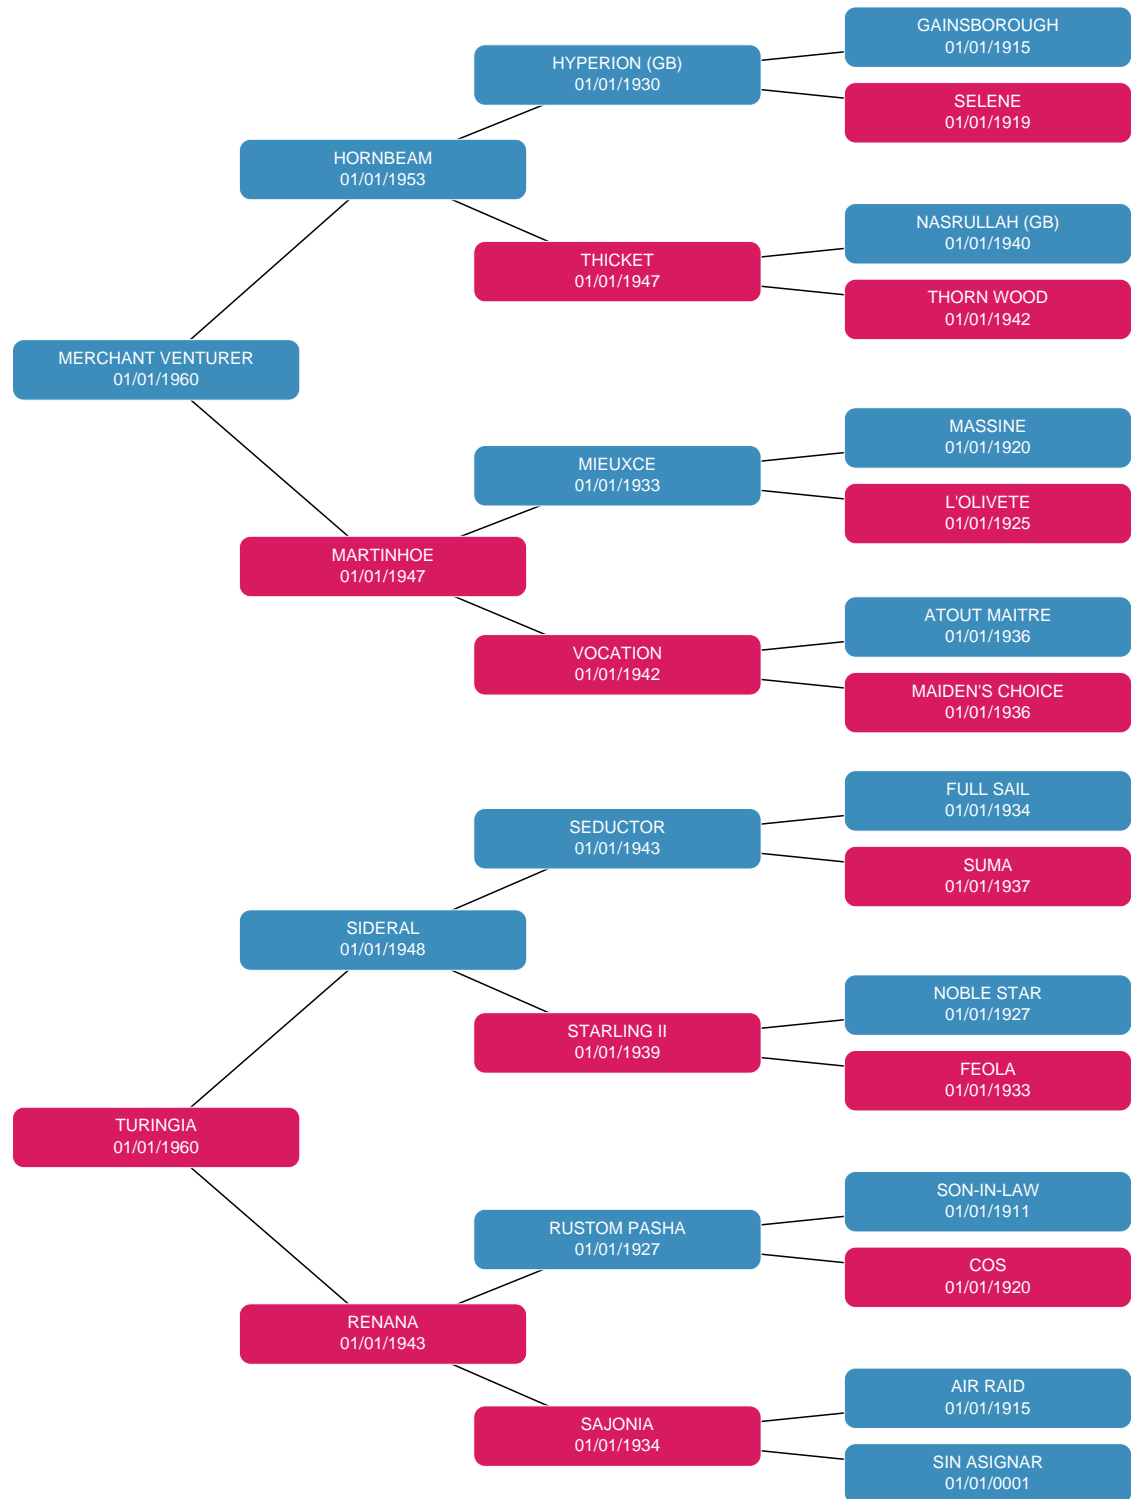 GAINSBOROUGH
01/01/1915
HYPERION (GB)
01/01/1930
SELENE
01/01/1919
HORNBEAM
01/01/1953
NASRULLAH (GB)
01/01/1940
THICKET
01/01/1947
THORN WOOD
01/01/1942
MERCHANT VENTURER
01/01/1960
MASSINE
01/01/1920
MIEUXCE
01/01/1933
L'OLIVETE
01/01/1925
MARTINHOE
01/01/1947
ATOUT MAITRE
01/01/1936
VOCATION
01/01/1942
MAIDEN'S CHOICE
01/01/1936
FULL SAIL
01/01/1934
SEDUCTOR
01/01/1943
SUMA
01/01/1937
SIDERAL
01/01/1948
NOBLE STAR
01/01/1927
STARLING II
01/01/1939
FEOLA
01/01/1933
TURINGIA
01/01/1960
SON-IN-LAW
01/01/1911
RUSTOM PASHA
01/01/1927
COS
01/01/1920
RENANA
01/01/1943
AIR RAID
01/01/1915
SAJONIA
01/01/1934
SIN ASIGNAR
01/01/0001